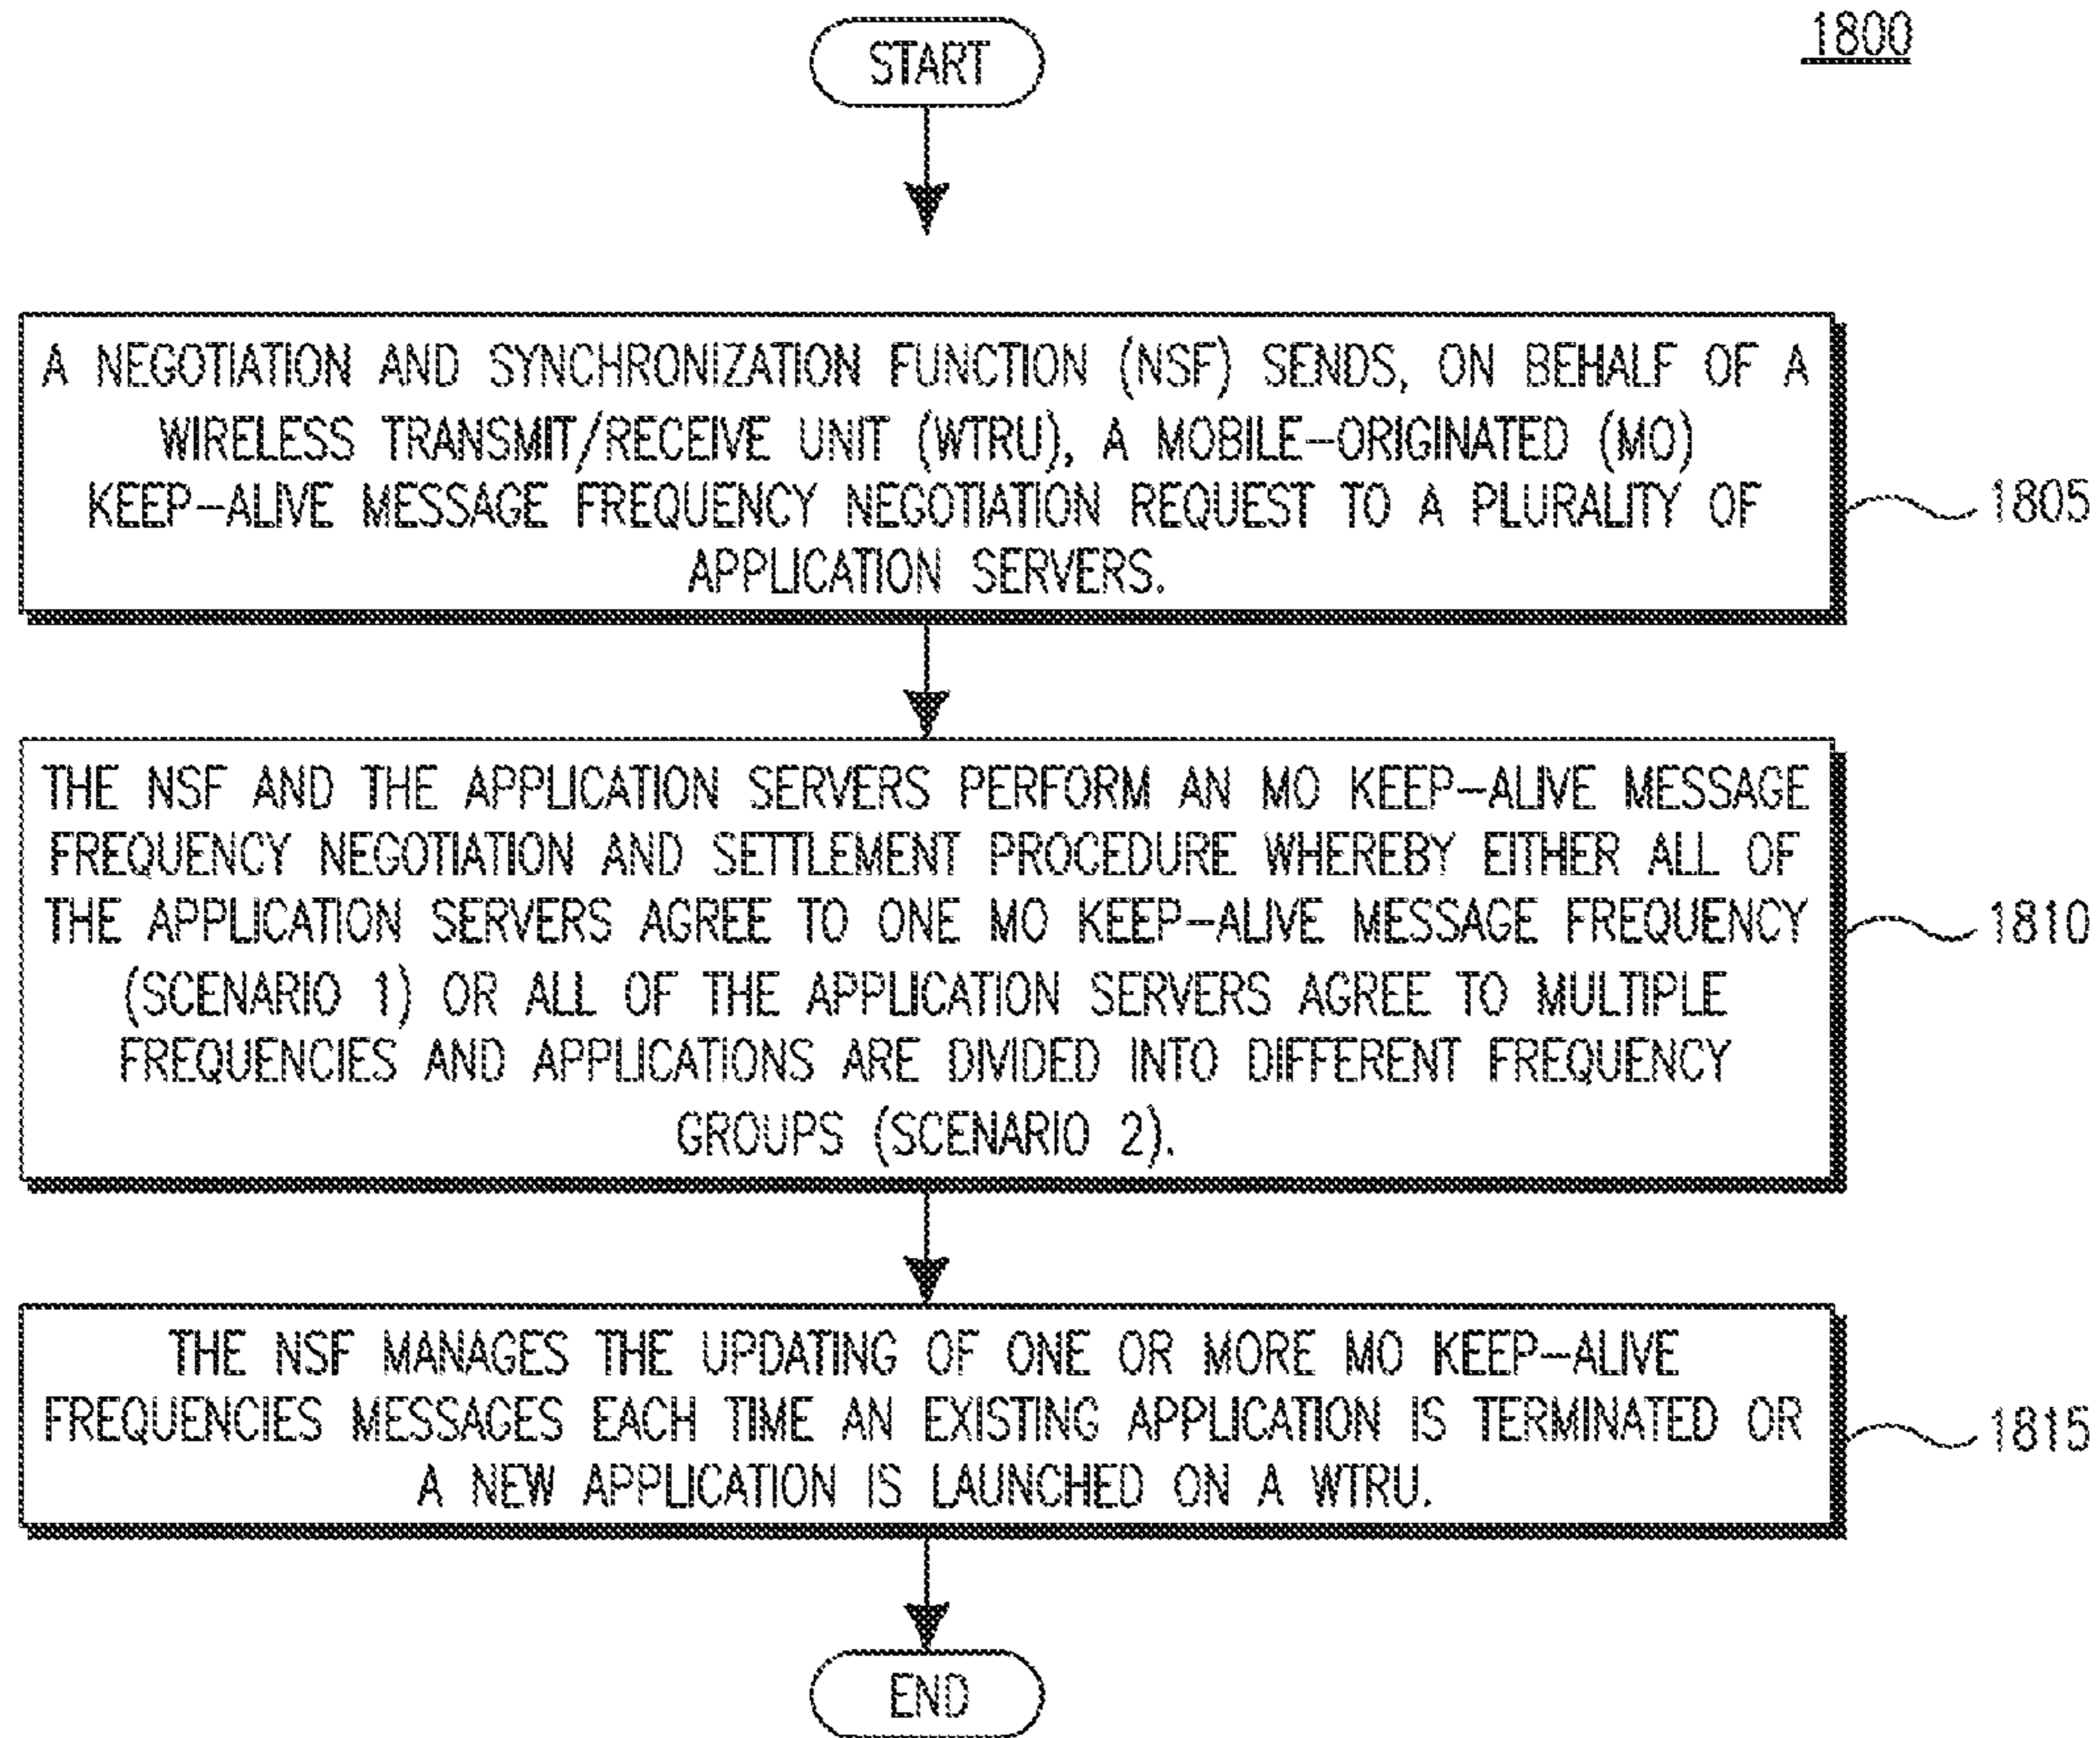 1800
START
A NEGOTIATION AND SYNCHRONIZATION FUNCTION (NSF) SENDS, ON BEHALF OF A
WIRELESS TRANSMIT/RECEIVE UNIT (WTRU), A MOBILE-ORIGINATED (MO)
KEEP-ALIVE MESSAGE FREQUENCY NEGOTIATION REQUEST TO A PLURALITY OF
APPLICATION SERVERS.
1805
THE NSF AND THE APPLICATION SERVERS PERFORM AN MO KEEP-ALIVE MESSAGE
FREQUENCY NEGOTIATION AND SETTLEMENT PROCEDURE WHEREBY EITHER ALL OF
THE APPLICATION SERVERS AGREE TO ONE MO KEEP-ALIVE MESSAGE FREQUENCY
(SCENARIO 1) OR ALL OF THE APPLICATION SERVERS AGREE TO MULTIPLE
FREQUENCIES AND APPLICATIONS ARE DIVIDED INTO DIFFERENT FREQUENCY
GROUPS (SCENARIO 2).
1810
THE NSF MANAGES THE UPDATING OF ONE OR MORE MO KEEP-ALIVE
FREQUENCIES MESSAGES EACH TIME AN EXISTING APPLICATION IS TERMINATED OR
A NEW APPLICATION IS LAUNCHED ON A WTRU.
1815
END